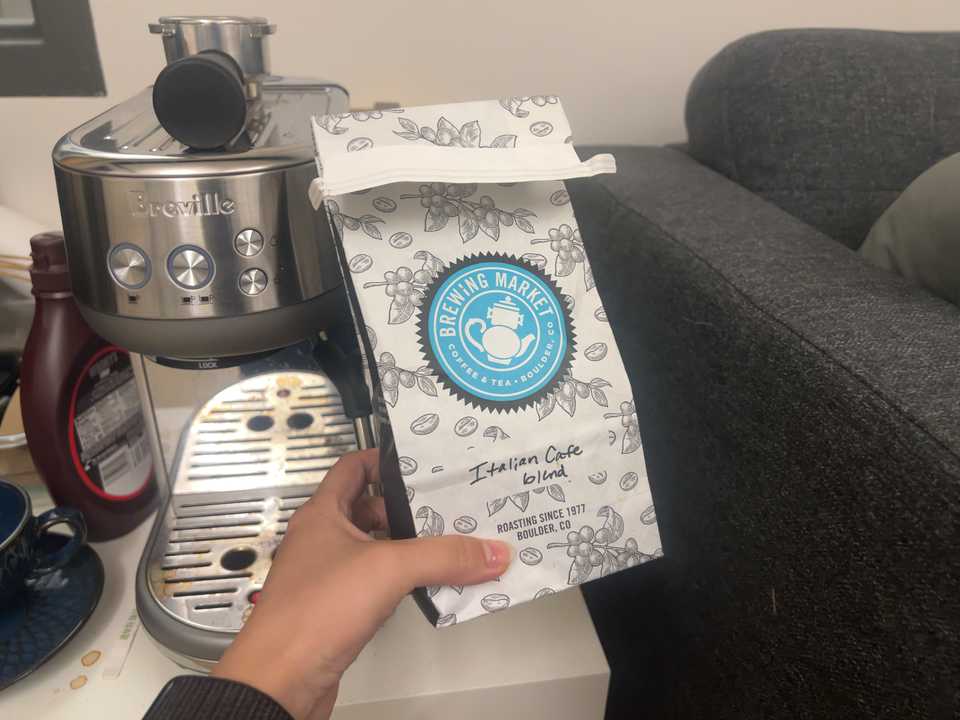 Breville
LOCK
BREWING MARKET
COFFEE & TEA • BOULDER, CO
Italian Cafe
blend.
ROASTING SINCE 1977
BOULDER, CO